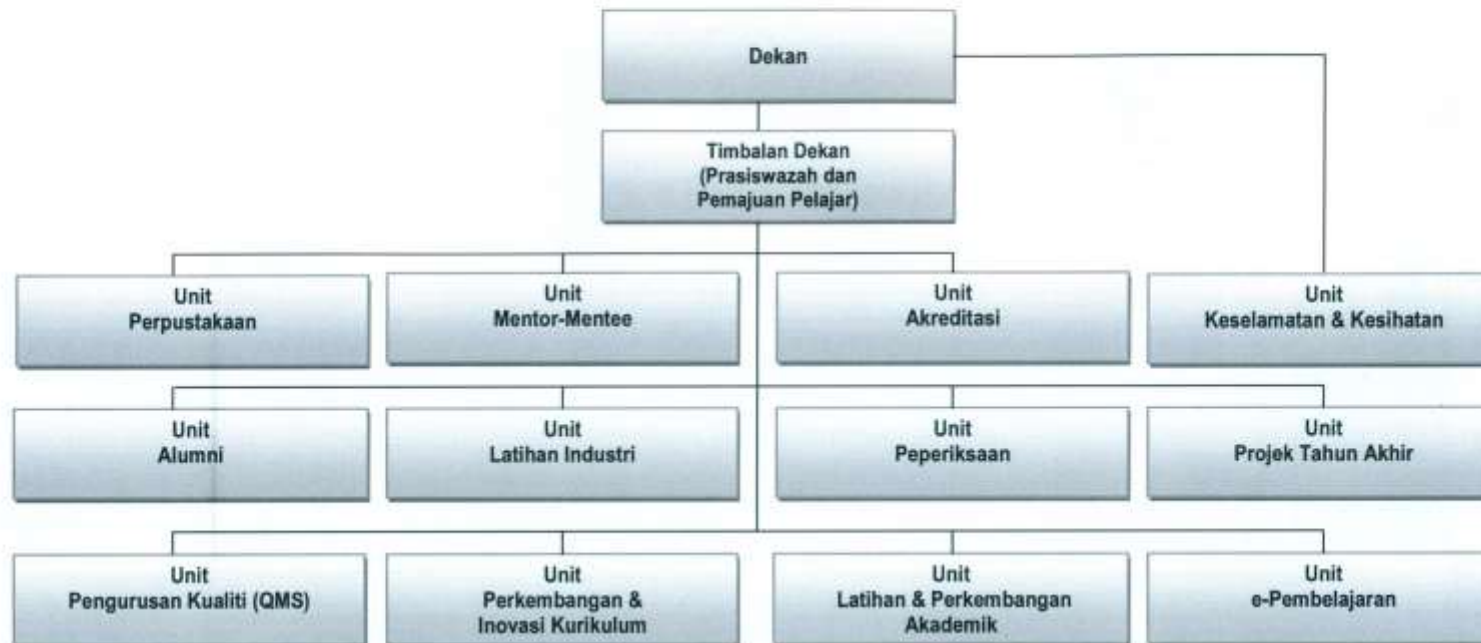 Dekan
Timbalan Dekan
(Prasiswazah dan
Pemajuan Pelajar)
Unit
Perpustakaan
Unit
Mentor-Mentee
Unit
Akreditasi
Unit
Keselamatan & Kesihatan
Unit
Alumni
Unit
Latihan Industri
Unit
Peperiksaan
Unit
Projek Tahun Akhir
Unit
Pengurusan Kualiti (QMS)
Unit
Perkembangan &
Inovasi Kurikulum
Unit
Latihan & Perkembangan
Akademik
Unit
e-Pembelajaran